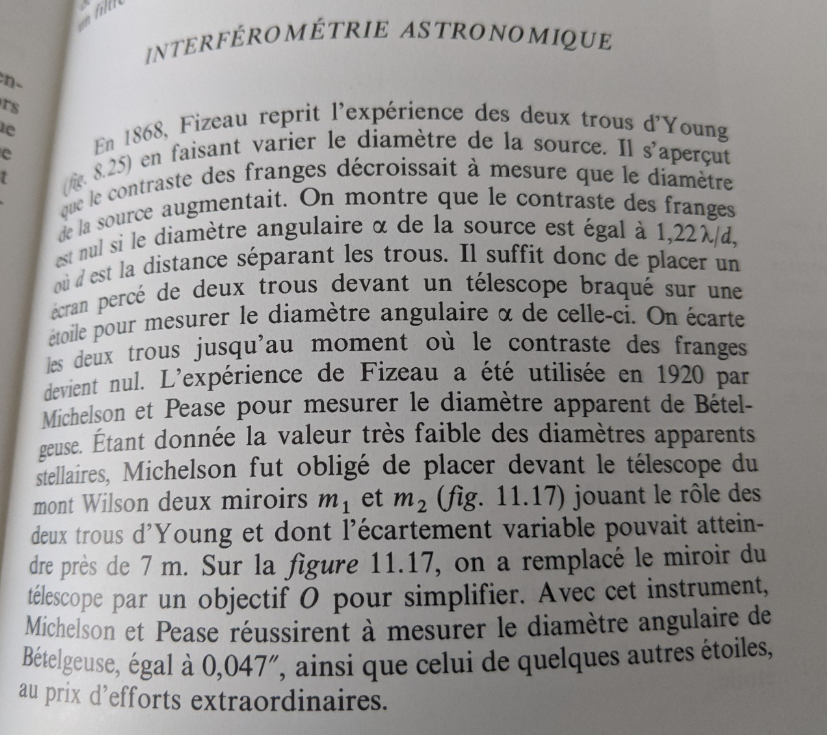 INTERFÉROMÉTRIE ASTRONOMIQUE
En 1868, Fizeau reprit l'expérience des deux trous d'Young
(fig. 8.25) en faisant varier le diamètre de la source. Il s'aperçut
que le contraste des franges décroissait à mesure que le diamètre
de la source augmentait. On montre que le contraste des franges
est nul si le diamètre angulaire α de la source est égal à 1,22 λ/d,
où d est la distance séparant les trous. Il suffit donc de placer un
écran percé de deux trous devant un télescope braqué sur une
étoile pour mesurer le diamètre angulaire α de celle-ci. On écarte
les deux trous jusqu'au moment où le contraste des franges
devient nul. L'expérience de Fizeau a été utilisée en 1920 par
Michelson et Pease pour mesurer le diamètre apparent de Bétel-
geuse. Étant donnée la valeur très faible des diamètres apparents
stellaires, Michelson fut obligé de placer devant le télescope du
mont Wilson deux miroirs m₁ et m₂ (fig. 11.17) jouant le rôle des
deux trous d'Young et dont l'écartement variable pouvait attein-
dre près de 7 m. Sur la figure 11.17, on a remplacé le miroir du
télescope par un objectif O pour simplifier. Avec cet instrument,
Michelson et Pease réussirent à mesurer le diamètre angulaire de
Bételgeuse, égal à 0,047″, ainsi que celui de quelques autres étoiles,
au prix d'efforts extraordinaires.